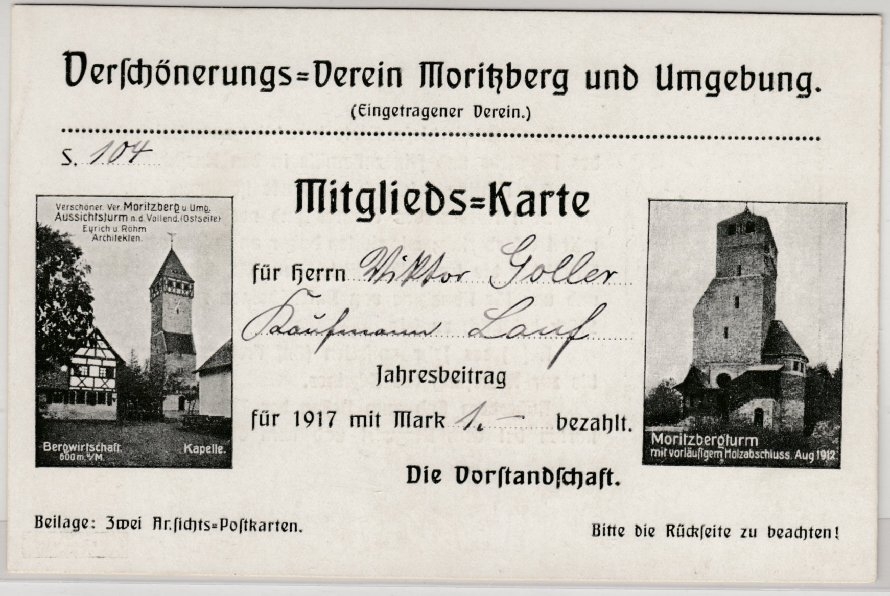 Verschönerungs=Verein Moritzberg und Umgebung.
(Eingetragener Verein.)
S. 104
Mitglieds=Karte
Verschöner. Ver. Moritzberg u. Umg.
Aussichtsturm n. d. Vollend. (Ostseite)
Eyrich u. Röhm
Architekten.
Bergwirtschaft.
600 m. ü/M.
Kapelle.
für Herrn Viktor Goller
Kaufmann Lauf
Jahresbeitrag
für 1917 mit Mark 1.- bezahlt.
Die Vorstandschaft.
Moritzbergturm
mit vorläufigem Holzabschluss. Aug 1912.
Beilage: Zwei Ansichts=Postkarten.
Bitte die Rückseite zu beachten!